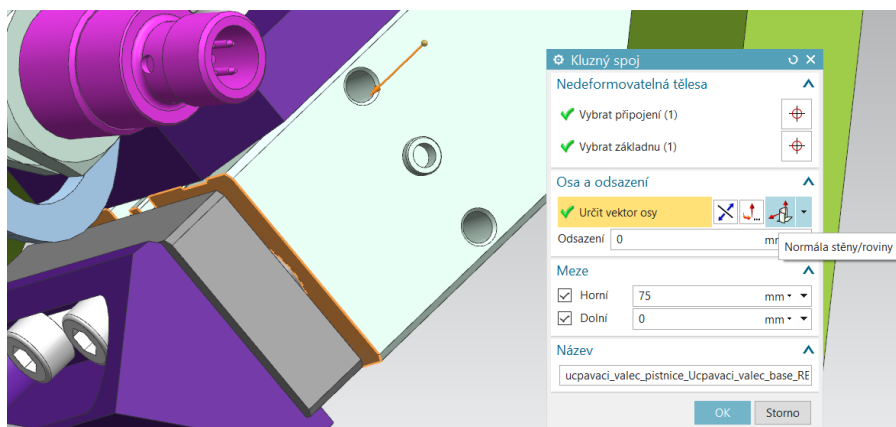 Kluzný spoj
Nedeformovatelná tělesa
Vybrat připojení (1)
Vybrat základnu (1)
Osa a odsazení
Určit vektor osy
Odsazení 0 mm
Normála stěny/roviny
Meze
Horní 75 mm
Dolní 0 mm
Název
ucpavaci_valec_pistnice_Ucpavaci_valec_base_RE
OK Storno